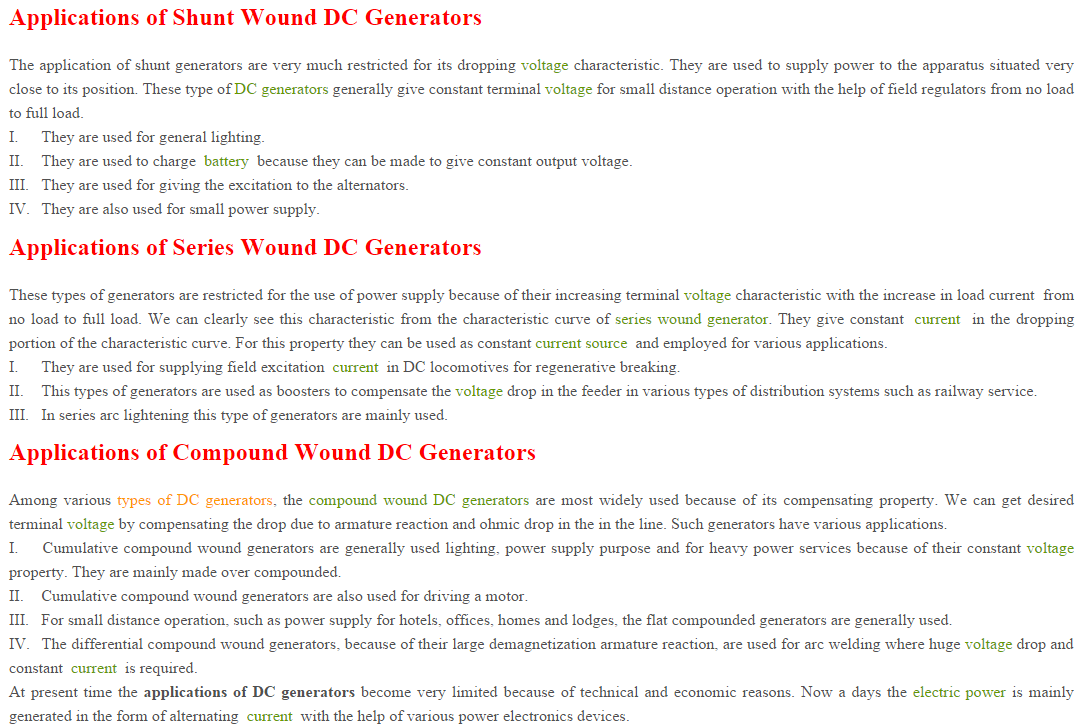 Applications of Shunt Wound DC Generators
The application of shunt generators are very much restricted for its dropping voltage characteristic. They are used to supply power to the apparatus situated very
close to its position. These type of DC generators generally give constant terminal voltage for small distance operation with the help of field regulators from no load
to full load.
I. They are used for general lighting.
II. They are used to charge battery because they can be made to give constant output voltage.
III. They are used for giving the excitation to the alternators.
IV. They are also used for small power supply.
Applications of Series Wound DC Generators
These types of generators are restricted for the use of power supply because of their increasing terminal voltage characteristic with the increase in load current from
no load to full load. We can clearly see this characteristic from the characteristic curve of series wound generator. They give constant current in the dropping
portion of the characteristic curve. For this property they can be used as constant current source and employed for various applications.
I. They are used for supplying field excitation current in DC locomotives for regenerative breaking.
II. This types of generators are used as boosters to compensate the voltage drop in the feeder in various types of distribution systems such as railway service.
III. In series arc lightening this type of generators are mainly used.
Applications of Compound Wound DC Generators
Among various types of DC generators, the compound wound DC generators are most widely used because of its compensating property. We can get desired
terminal voltage by compensating the drop due to armature reaction and ohmic drop in the in the line. Such generators have various applications.
I. Cumulative compound wound generators are generally used lighting, power supply purpose and for heavy power services because of their constant voltage
property. They are mainly made over compounded.
II. Cumulative compound wound generators are also used for driving a motor.
III. For small distance operation, such as power supply for hotels, offices, homes and lodges, the flat compounded generators are generally used.
IV. The differential compound wound generators, because of their large demagnetization armature reaction, are used for arc welding where huge voltage drop and
constant current is required.
At present time the applications of DC generators become very limited because of technical and economic reasons. Now a days the electric power is mainly
generated in the form of alternating current with the help of various power electronics devices.